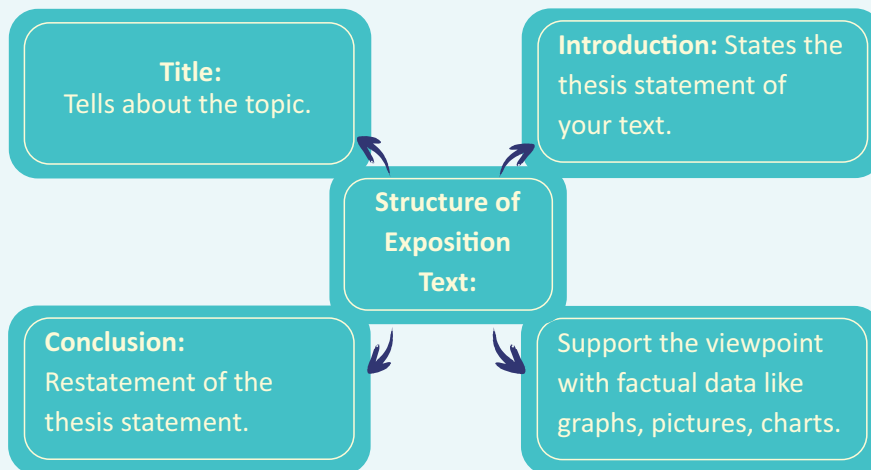 Title:
Tells about the topic.
Introduction: States the
thesis statement of
your text.
Structure of
Exposition
Text:
Conclusion:
Restatement of the
thesis statement.
Support the viewpoint
with factual data like
graphs, pictures, charts.